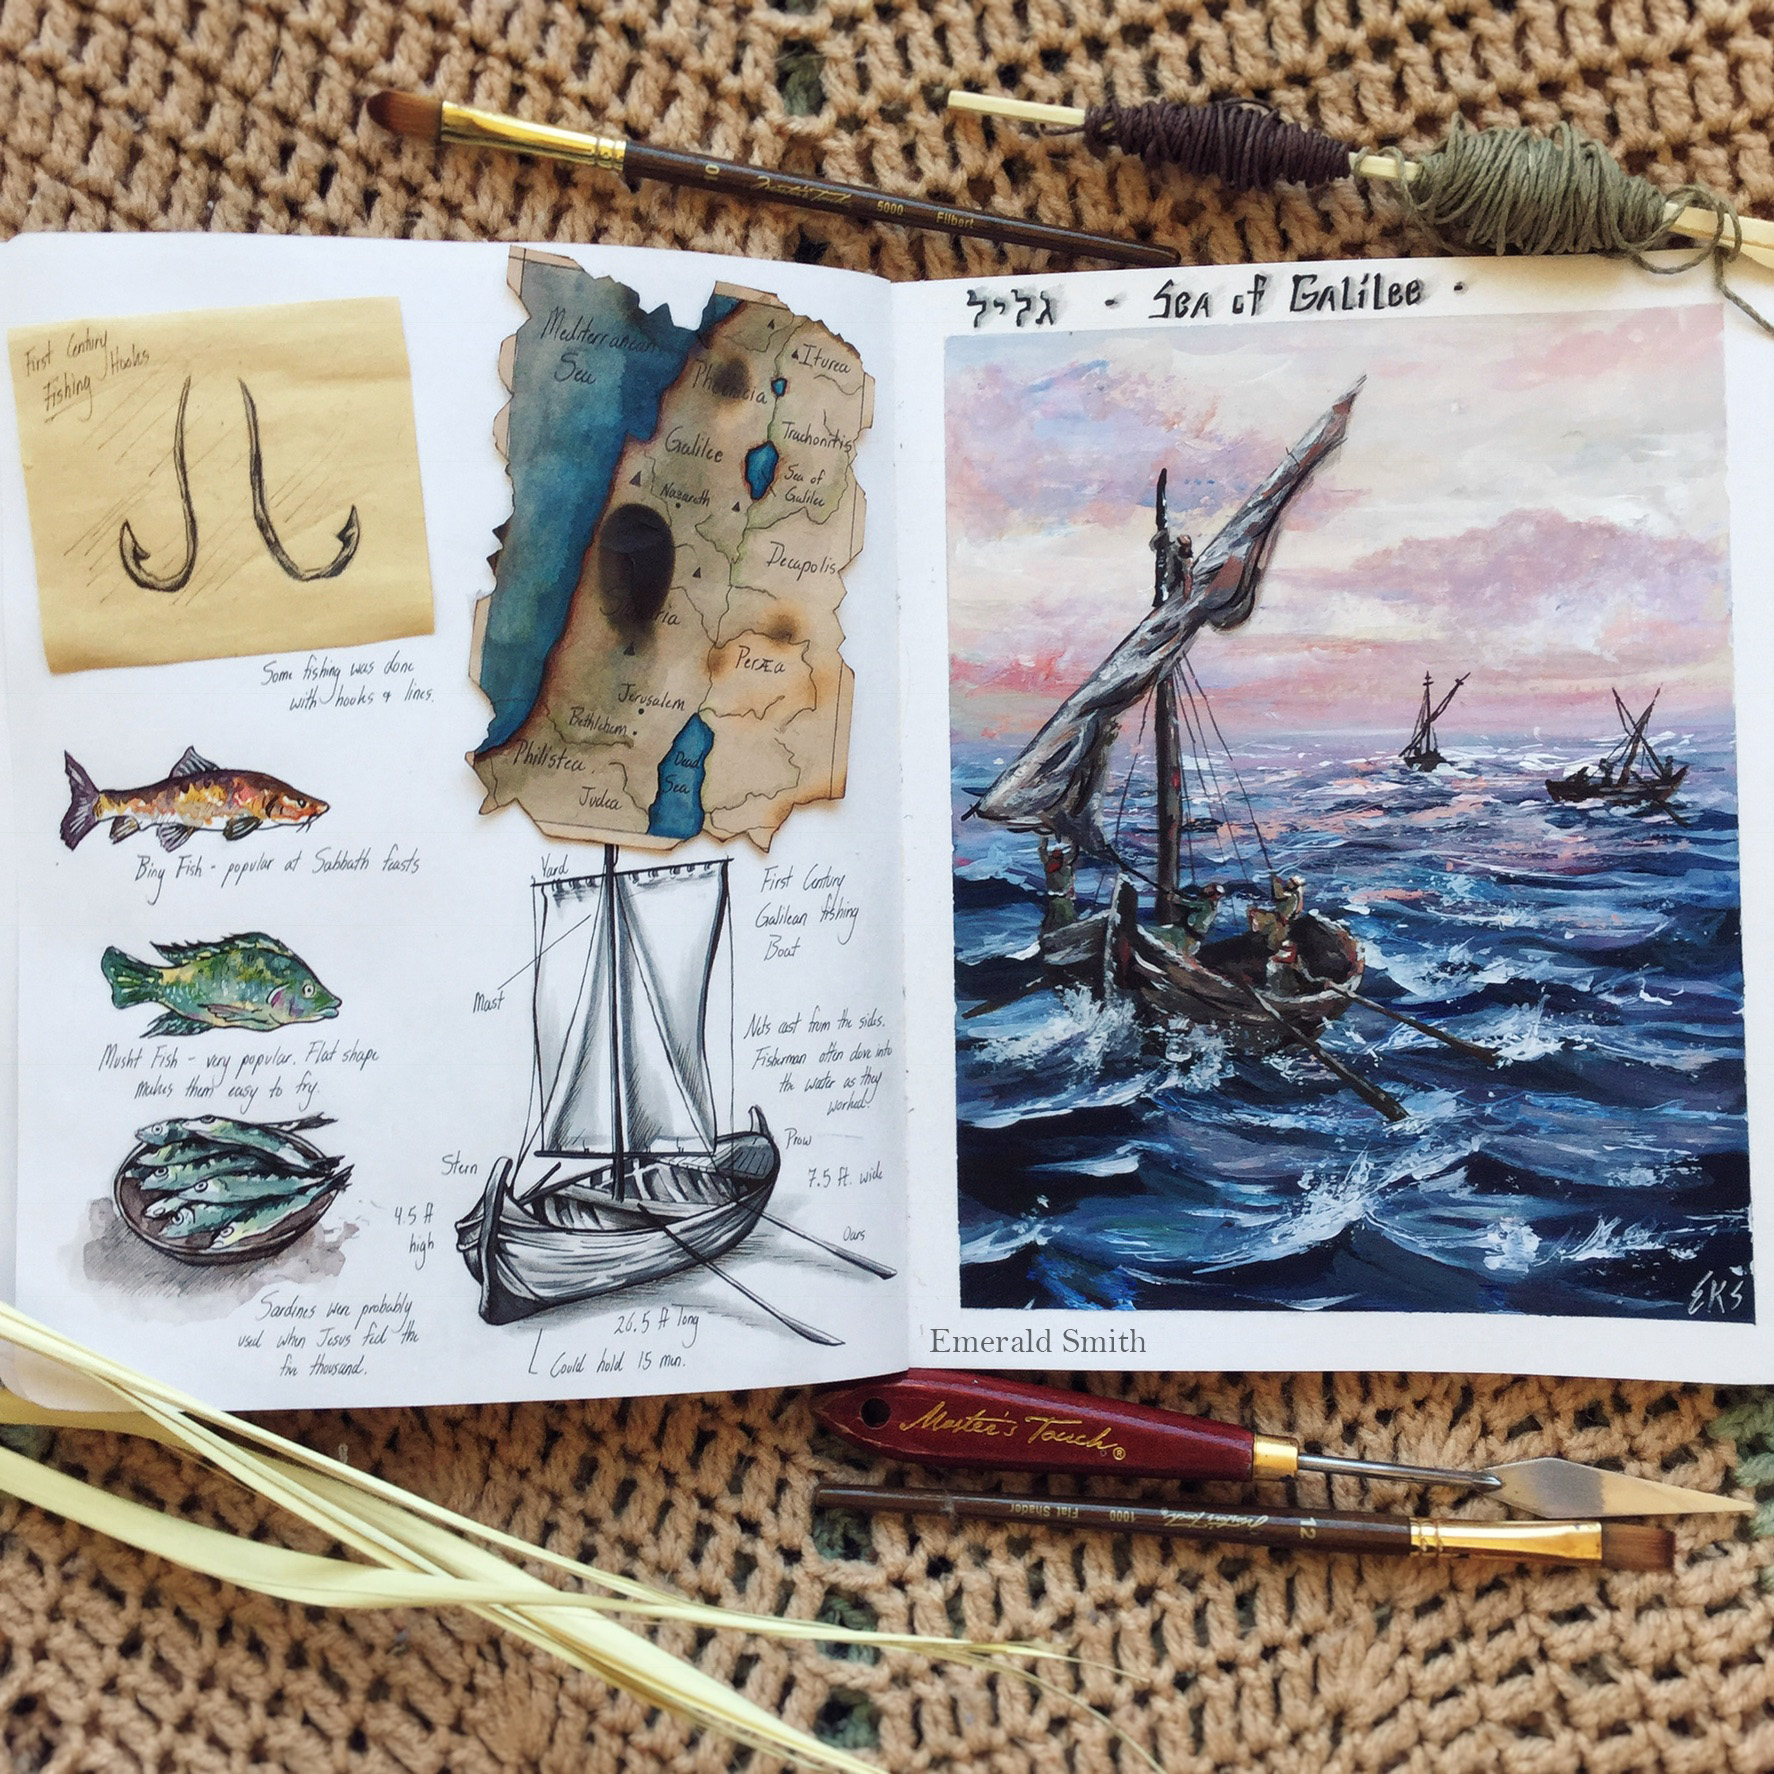 O
Master's Touch
5000
Filbert
First Century
Hooks
Fishing
Some fishing was done
with hooks & lines.
Mediterranean
Sea
Iturea
Phoenicia
Trachonitis
Galilee
Sea of
Galilee
Nazareth
Decapolis
Samaria
Peræa
Jerusalem
Bethlehem
Philistea
Dead
Sea
Judea
Biny Fish - popular at Sabbath feasts
Musht Fish - very popular. Flat shape
makes them easy to fry.
Sardines were probably
used when Jesus fed the
five thousand.
Yard
Mast
First Century
Galilean fishing
Boat
Nets cast from the sides.
Fisherman often dove into
the water as they
worked.
Prow
Stern
7.5 ft. wide
4.5 ft
high
Oars
26.5 ft long
Could hold 15 men.
גליל - Sea of Galilee -
EKS
Emerald Smith
Master's Touch®
12
Master's Touch®
1000
Flat Shader